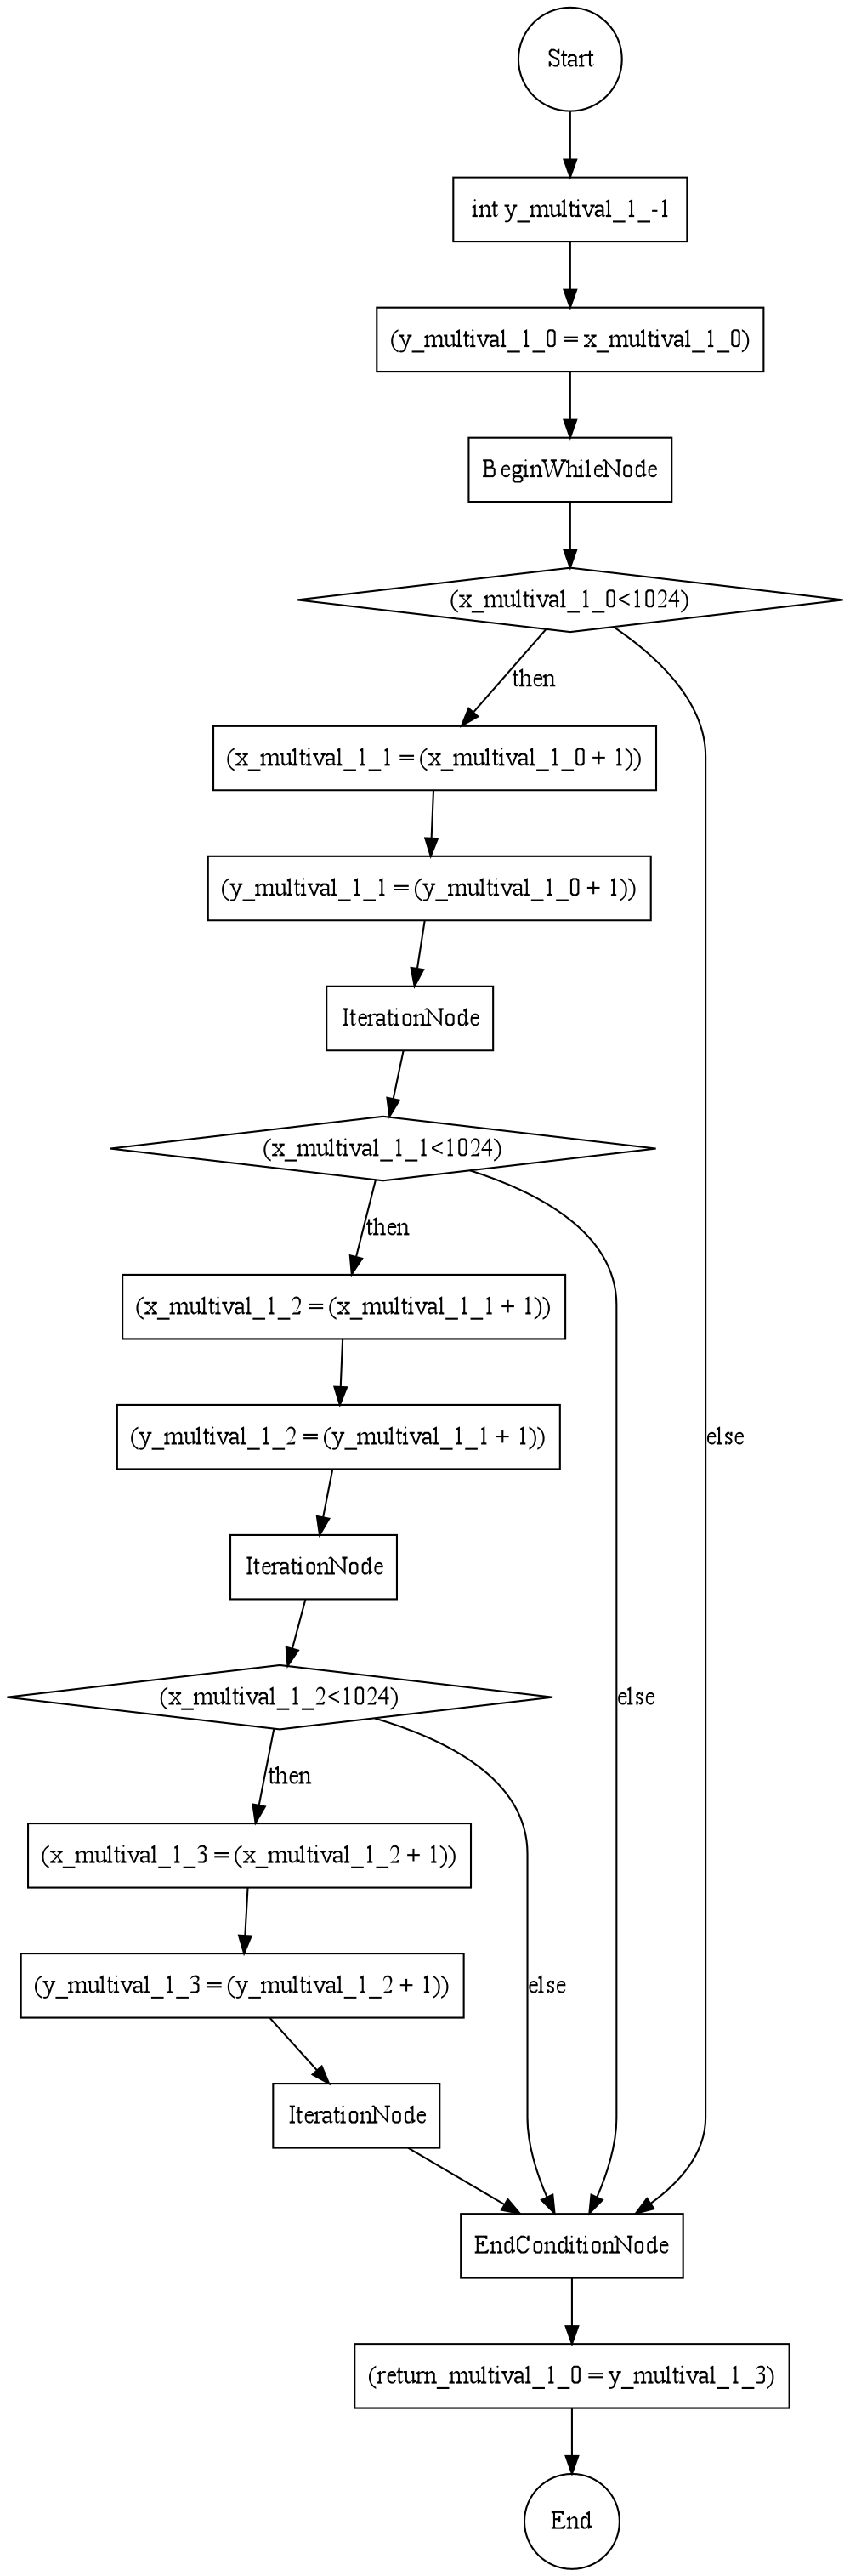 Start
int y_multival_1_-1
(y_multival_1_0 = x_multival_1_0)
BeginWhileNode
(x_multival_1_0<1024)
then
(x_multival_1_1 = (x_multival_1_0 + 1))
(y_multival_1_1 = (y_multival_1_0 + 1))
IterationNode
(x_multival_1_1<1024)
then
(x_multival_1_2 = (x_multival_1_1 + 1))
else
(y_multival_1_2 = (y_multival_1_1 + 1))
IterationNode
(x_multival_1_2<1024)
else
then
(x_multival_1_3 = (x_multival_1_2 + 1))
(y_multival_1_3 = (y_multival_1_2 + 1))
else
IterationNode
EndConditionNode
(return_multival_1_0 = y_multival_1_3)
End